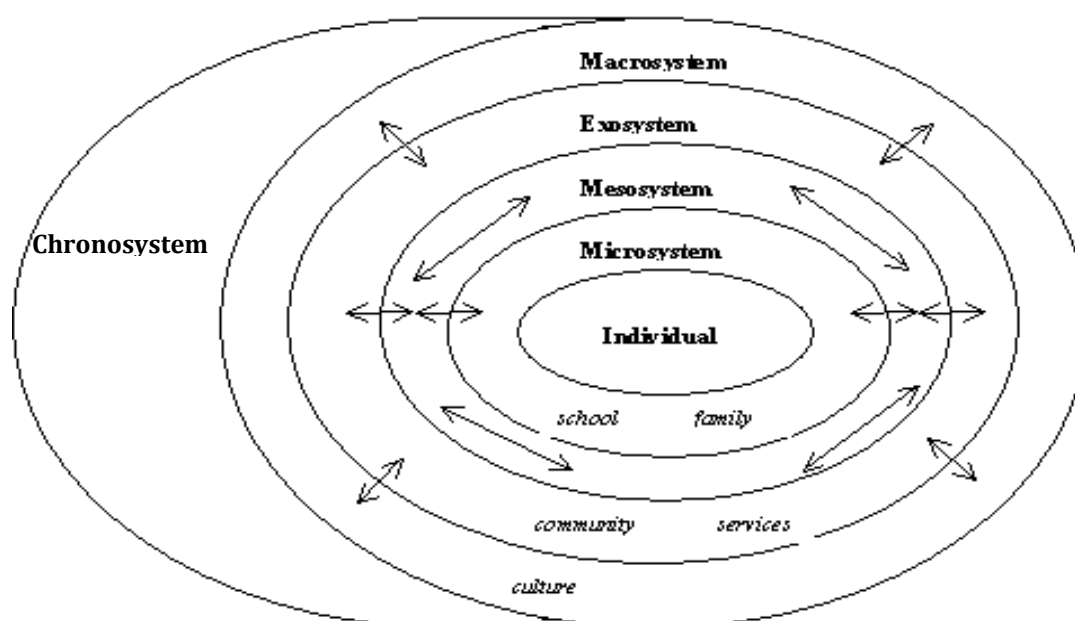 Macrosystem
Exosystem
Mesosystem
Chronosystem
Microsystem
Individual
school family
community services
culture